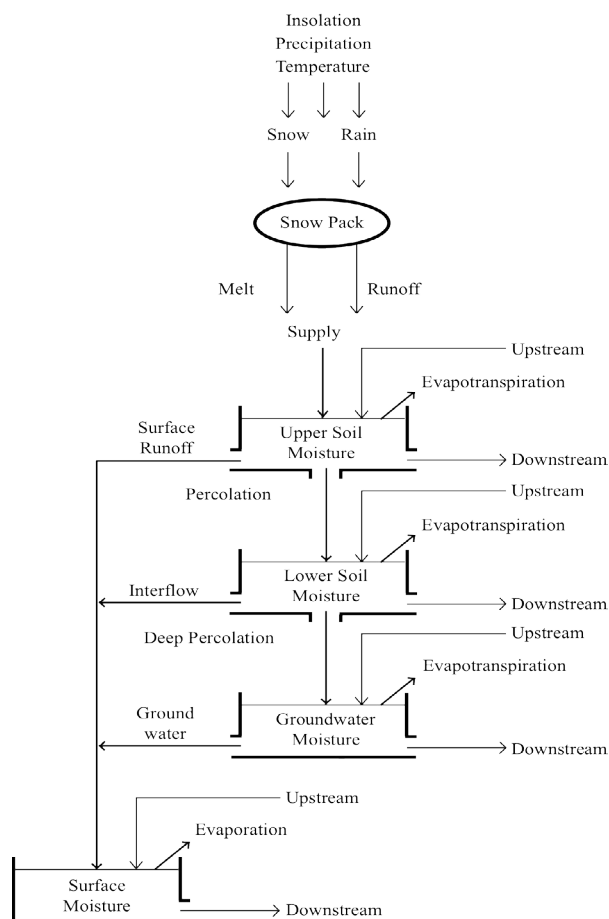 Insolation
Precipitation
Temperature
Snow
Rain
Snow Pack
Melt
Runoff
Supply
Upstream
Evapotranspiration
Surface
Runoff
Upper Soil
Moisture
Downstream
Percolation
Upstream
Evapotranspiration
Interflow
Lower Soil
Moisture
Downstream
Deep Percolation
Upstream
Evapotranspiration
Ground
water
Groundwater
Moisture
Downstream
Upstream
Evaporation
Surface
Moisture
Downstream